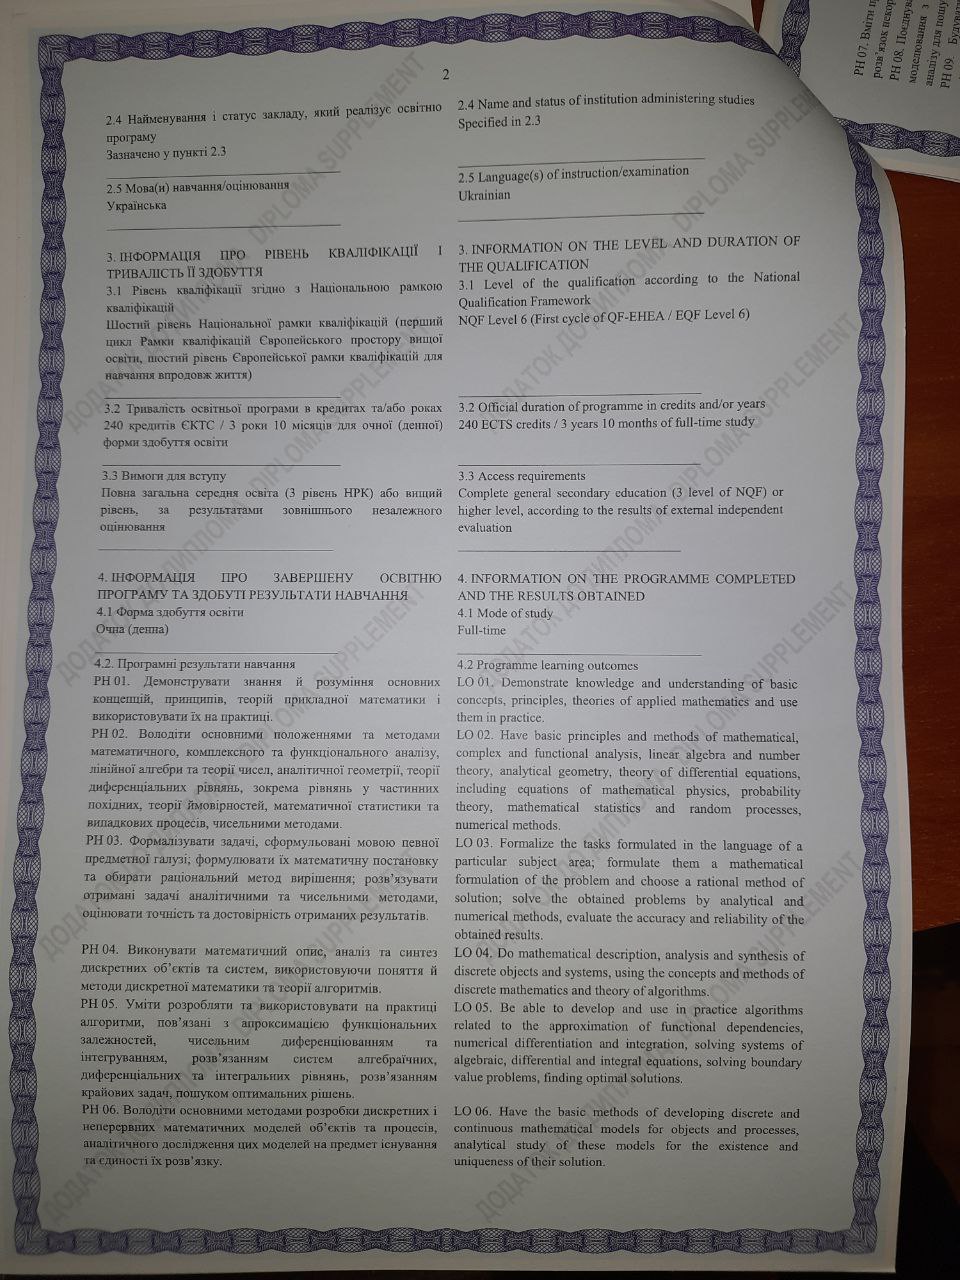 2
2.4 Найменування і статус закладу, який реалізує освітню
програму
Зазначено у пункті 2.3
2.5 Мова(и) навчання/оцінювання
Українська
3. ІНФОРМАЦІЯ ПРО РІВЕНЬ КВАЛІФІКАЦІЇ І
ТРИВАЛІСТЬ ЇЇ ЗДОБУТТЯ
3.1 Рівень кваліфікації згідно з Національною рамкою
кваліфікацій
Шостий рівень Національної рамки кваліфікацій (перший
цикл Рамки кваліфікацій Європейського простору вищої
освіти, шостий рівень Європейської рамки кваліфікацій для
навчання впродовж життя)
3.2 Тривалість освітньої програми в кредитах та/або роках
240 кредитів ЄКТС / 3 роки 10 місяців для очної (денної)
форми здобуття освіти
3.3 Вимоги для вступу
Повна загальна середня освіта (3 рівень НРК) або вищий
рівень, за результатами зовнішнього незалежного
оцінювання
4. ІНФОРМАЦІЯ ПРО ЗАВЕРШЕНУ ОСВІТНЮ
ПРОГРАМУ ТА ЗДОБУТІ РЕЗУЛЬТАТИ НАВЧАННЯ
4.1 Форма здобуття освіти
Очна (денна)
4.2. Програмні результати навчання
РН 01. Демонструвати знання й розуміння основних
концепцій, принципів, теорій прикладної математики і
використовувати їх на практиці.
РН 02. Володіти основними положеннями та методами
математичного, комплексного та функціонального аналізу,
лінійної алгебри та теорії чисел, аналітичної геометрії, теорії
диференціальних рівнянь, зокрема рівнянь у частинних
похідних, теорії ймовірностей, математичної статистики та
випадкових процесів, чисельними методами.
РН 03. Формалізувати задачі, сформульовані мовою певної
предметної галузі; формулювати їх математичну постановку
та обирати раціональний метод вирішення; розв’язувати
отримані задачі аналітичними та чисельними методами,
оцінювати точність та достовірність отриманих результатів.
РН 04. Виконувати математичний опис, аналіз та синтез
дискретних об’єктів та систем, використовуючи поняття й
методи дискретної математики та теорії алгоритмів.
РН 05. Уміти розробляти та використовувати на практиці
алгоритми, пов’язані з апроксимацією функціональних
залежностей, чисельним диференціюванням та
інтегруванням, розв’язанням систем алгебраїчних,
диференціальних та інтегральних рівнянь, розв’язанням
крайових задач, пошуком оптимальних рішень.
РН 06. Володіти основними методами розробки дискретних і
неперервних математичних моделей об’єктів та процесів,
аналітичного дослідження цих моделей на предмет існування
та єдиності їх розв’язку.
2.4 Name and status of institution administering studies
Specified in 2.3
2.5 Language(s) of instruction/examination
Ukrainian
3. INFORMATION ON THE LEVEL AND DURATION OF
THE QUALIFICATION
3.1 Level of the qualification according to the National
Qualification Framework
NQF Level 6 (First cycle of QF-EHEA / EQF Level 6)
3.2 Official duration of programme in credits and/or years
240 ECTS credits / 3 years 10 months of full-time study
3.3 Access requirements
Complete general secondary education (3 level of NQF) or
higher level, according to the results of external independent
evaluation
4. INFORMATION ON THE PROGRAMME COMPLETED
AND THE RESULTS OBTAINED
4.1 Mode of study
Full-time
4.2 Programme learning outcomes
LO 01. Demonstrate knowledge and understanding of basic
concepts, principles, theories of applied mathematics and use
them in practice.
LO 02. Have basic principles and methods of mathematical,
complex and functional analysis, linear algebra and number
theory, analytical geometry, theory of differential equations,
including equations of mathematical physics, probability
theory, mathematical statistics and random processes,
numerical methods.
LO 03. Formalize the tasks formulated in the language of a
particular subject area; formulate them a mathematical
formulation of the problem and choose a rational method of
solution; solve the obtained problems by analytical and
numerical methods, evaluate the accuracy and reliability of the
obtained results.
LO 04. Do mathematical description, analysis and synthesis of
discrete objects and systems, using the concepts and methods of
discrete mathematics and theory of algorithms.
LO 05. Be able to develop and use in practice algorithms
related to the approximation of functional dependencies,
numerical differentiation and integration, solving systems of
algebraic, differential and integral equations, solving boundary
value problems, finding optimal solutions.
LO 06. Have the basic methods of developing discrete and
continuous mathematical models for objects and processes,
analytical study of these models for the existence and
uniqueness of their solution.
ДОДАТОК ДО ДИПЛОМА DIPLOMA SUPPLEMENT
РН 07. Вміти
розв’язок
РН 08.
моделювання з
аналізу для
РН 09.